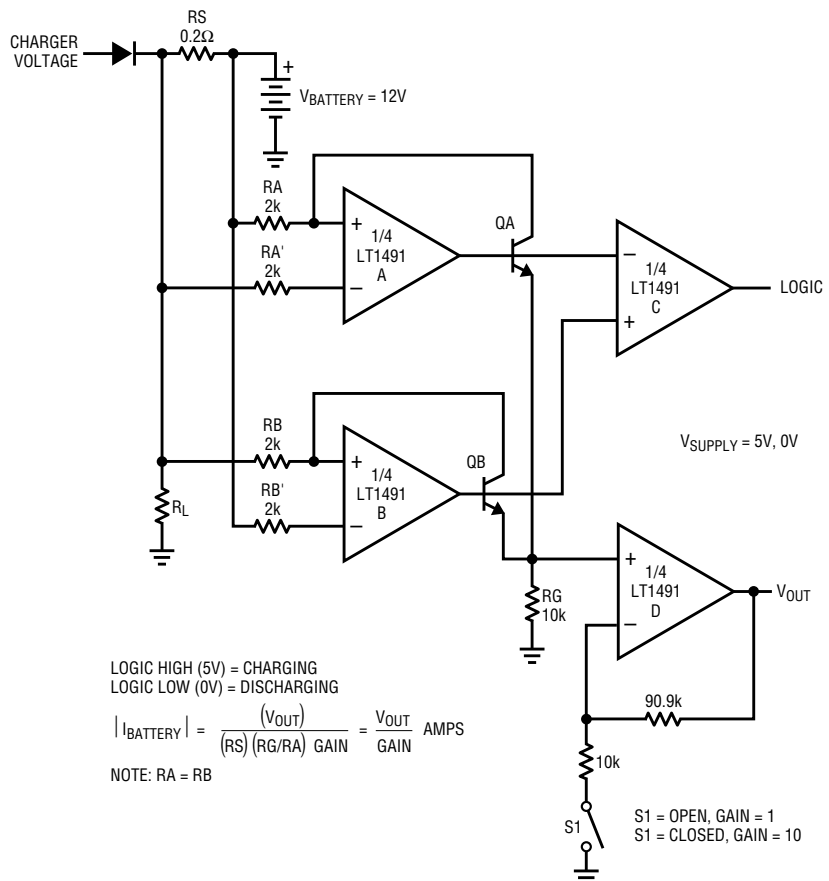 RS
0.2Ω
CHARGER
VOLTAGE
+
VBATTERY = 12V
RA
2k
QA
+
1/4
LT1491
A
−
RA'
2k
−
1/4
LT1491
C
+
LOGIC
RB
2k
QB
VSUPPLY = 5V, 0V
+
1/4
LT1491
B
−
RL
RB'
2k
+
1/4
LT1491
D
−
VOUT
RG
10k
LOGIC HIGH (5V) = CHARGING
LOGIC LOW (0V) = DISCHARGING
90.9k
| IBATTERY | = (VOUT) / (RS) (RG/RA) GAIN = VOUT / GAIN AMPS
10k
NOTE: RA = RB
S1
S1 = OPEN, GAIN = 1
S1 = CLOSED, GAIN = 10